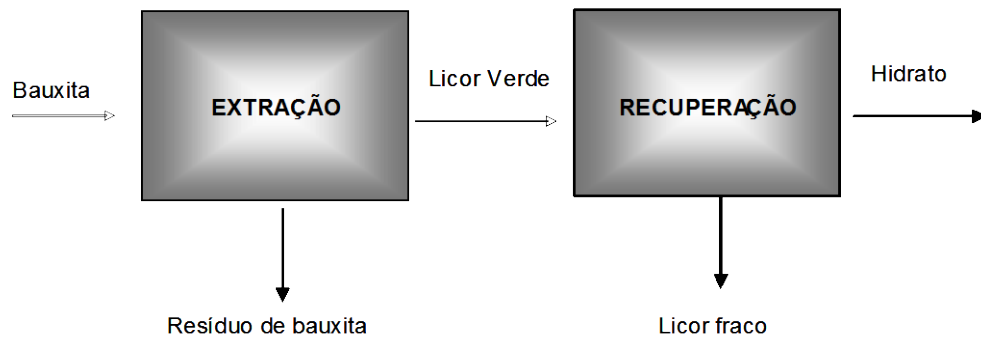 Bauxita
EXTRAÇÃO
Licor Verde
RECUPERAÇÃO
Hidrato
Resíduo de bauxita
Licor fraco